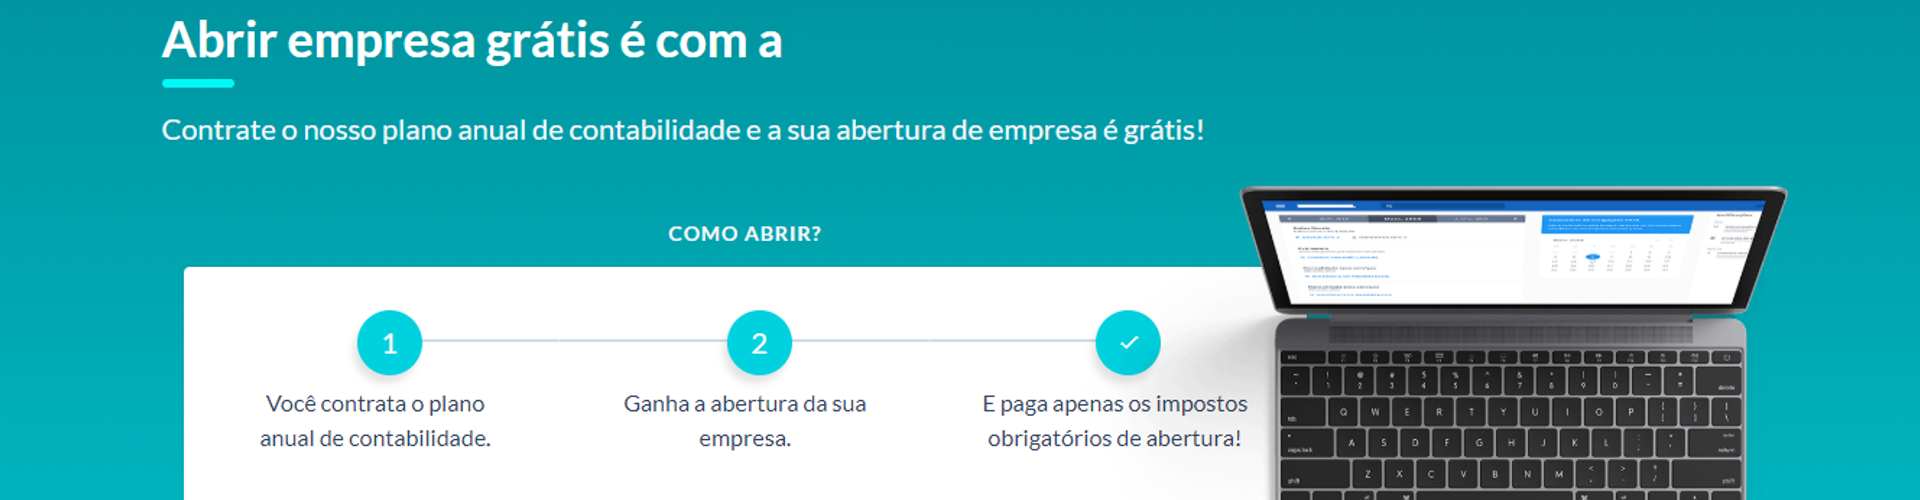 Abrir empresa grátis é com a
Contrate o nosso plano anual de contabilidade e a sua abertura de empresa é grátis!
COMO ABRIR?
1
2
Você contrata o plano
anual de contabilidade.
Ganha a abertura da sua
empresa.
E paga apenas os impostos
obrigatórios de abertura!
Q W E R T Y U I O P
A S D F G H J K L
Z X C V B N M